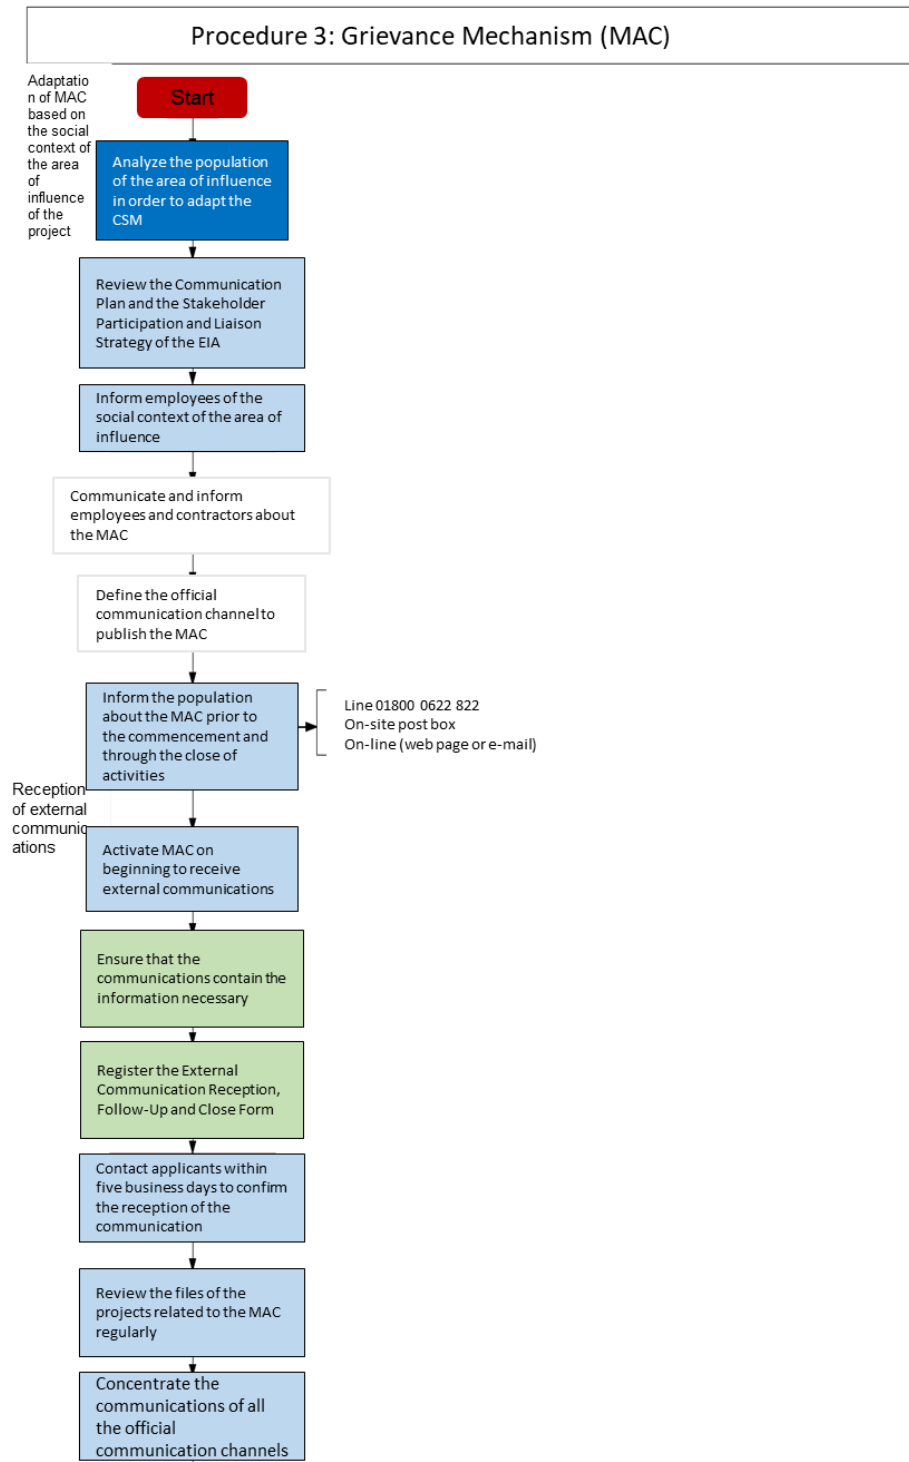 Procedure 3: Grievance Mechanism (MAC)
Adaptatio
n of MAC
based on
the social
context of
the area
of
influence
of the
project
Start
Analyze the population
of the area of influence
in order to adapt the
CSM
Review the Communication
Plan and the Stakeholder
Participation and Liaison
Strategy of the EIA
Inform employees of the
social context of the area of
influence
Communicate and inform
employees and contractors about
the MAC
Define the official
communication channel to
publish the MAC
Inform the population
about the MAC prior to
the commencement and
through the close of
activities
Line 01800 0622 822
On-site post box
On-line (web page or e-mail)
Reception
of external
communic
ations
Activate MAC on
beginning to receive
external communications
Ensure that the
communications contain the
information necessary
Register the External
Communication Reception,
Follow-Up and Close Form
Contact applicants within
five business days to confirm
the reception of the
communication
Review the files of the
projects related to the MAC
regularly
Concentrate the
communications of all
the official
communication channels